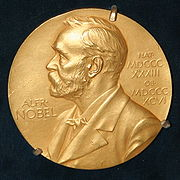 ALFR.
NOBEL
NAT.
MDCCC
XXXIII
OB.
MDCCC
XCVI